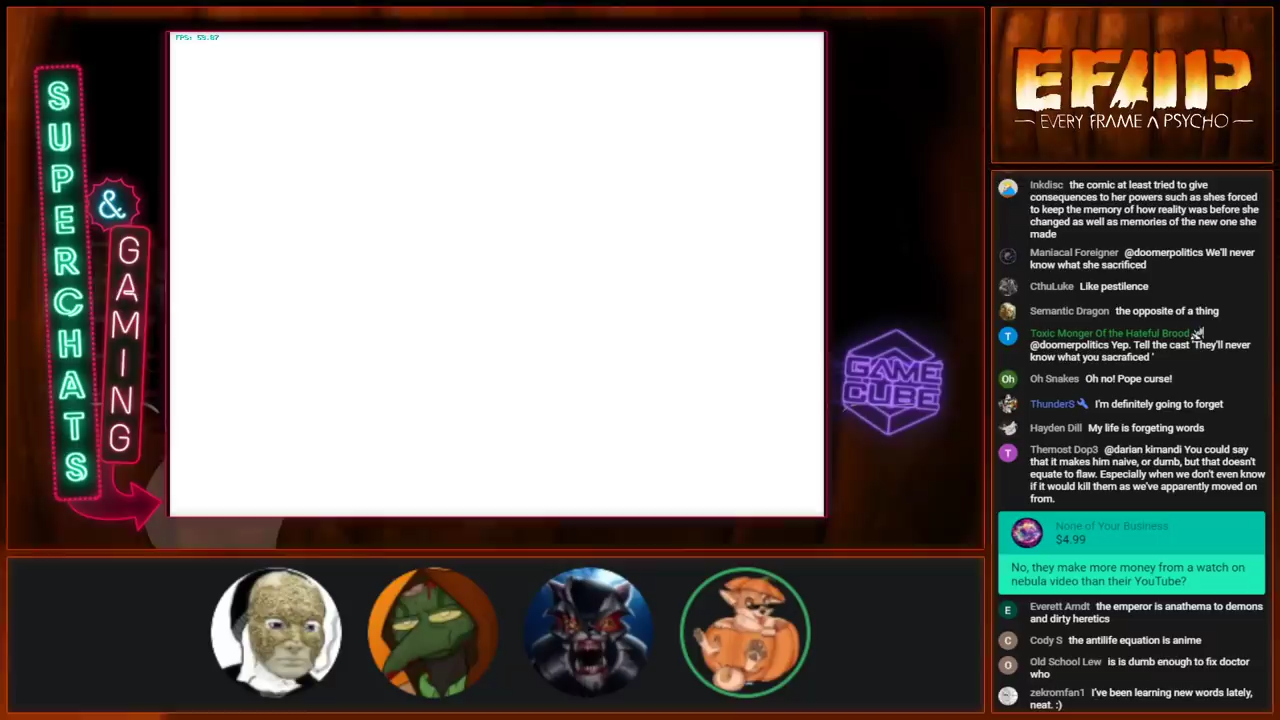 FPS: 59.87
SUPERCHATS
&
GAMING
GAME
CUBE
EFAP
EVERY FRAME A PSYCHO
Inkdisc the comic at least tried to give
consequences to her powers such as shes forced
to keep the memory of how reality was before she
changed as well as memories of the new one she
made
Maniacal Foreigner @doomerpolitics We'll never
know what she sacrificed
CthuLuke Like pestilence
Semantic Dragon the opposite of a thing
T Toxic Monger Of the Hateful Brood
@doomerpolitics Yep. Tell the cast 'They'll never
know what you sacraficed '
Oh Oh Snakes Oh no! Pope curse!
ThunderS I'm definitely going to forget
Hayden Dill My life is forgeting words
T Themost Dop3 @darian kimandi You could say
that it makes him naive, or dumb, but that doesn't
equate to flaw. Especially when we don't even know
if it would kill them as we've apparently moved on
from.
None of Your Business
$4.99
No, they make more money from a watch on
nebula video than their YouTube?
E Everett Arndt the emperor is anathema to demons
and dirty heretics
C Cody S the antilife equation is anime
O Old School Lew is is dumb enough to fix doctor
who
zekromfan1 I've been learning new words lately,
neat. :)